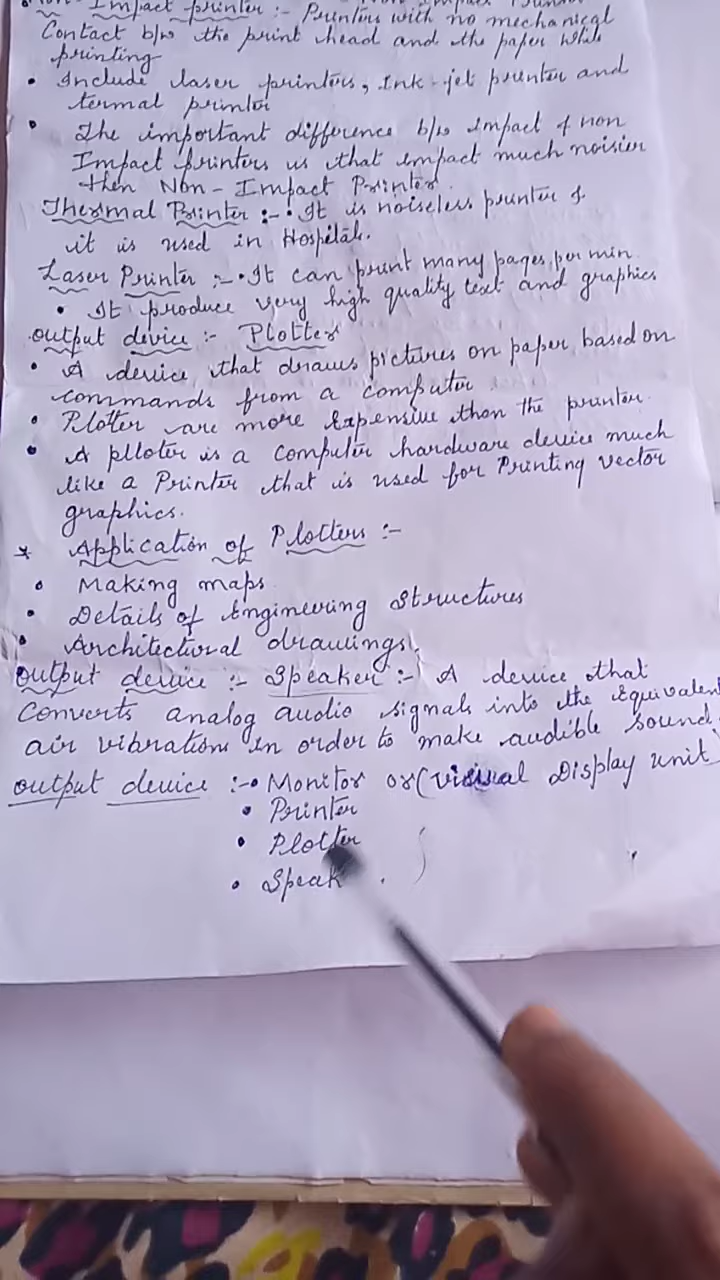 Impact printer :- Printers with no mechanical
Contact b/w the print head and the paper while
printing
• Include laser printers, Ink-jet printer and
termal printer
• The important difference b/w impact & non
Impact printers is that impact much noisier
then Non-Impact Printer.
Thermal Printer :- • It is noiseless printer &
it is used in Hospitals.
Laser Printer :- • It can print many pages per min
• It produce very high quality text and graphics
output device :- Plotter
• A device that draws pictures on paper based on
commands from a computer
• Plotter are more Expensive than the printer.
• A plloter is a computer hardware device much
like a Printer that is used for Printing vector
graphics.
* Application of Plotters :-
• Making maps
• Details of Engineering Structures
• Architectural drawings.
output device :- Speaker :- A device that
Converts analog audio signals into the Equivalent
air vibrations in order to make audible sound.
output device :- • Monitor or (visual Display unit
• Printer
• Plotter
• Speak